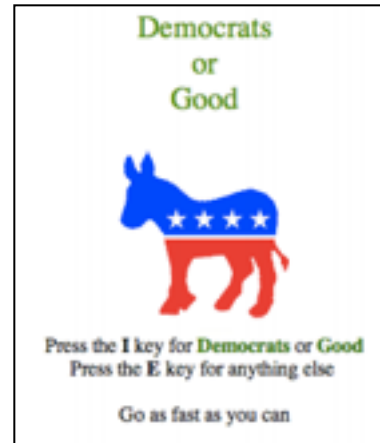 Democrats
or
Good
Press the I key for Democrats or Good
Press the E key for anything else
Go as fast as you can